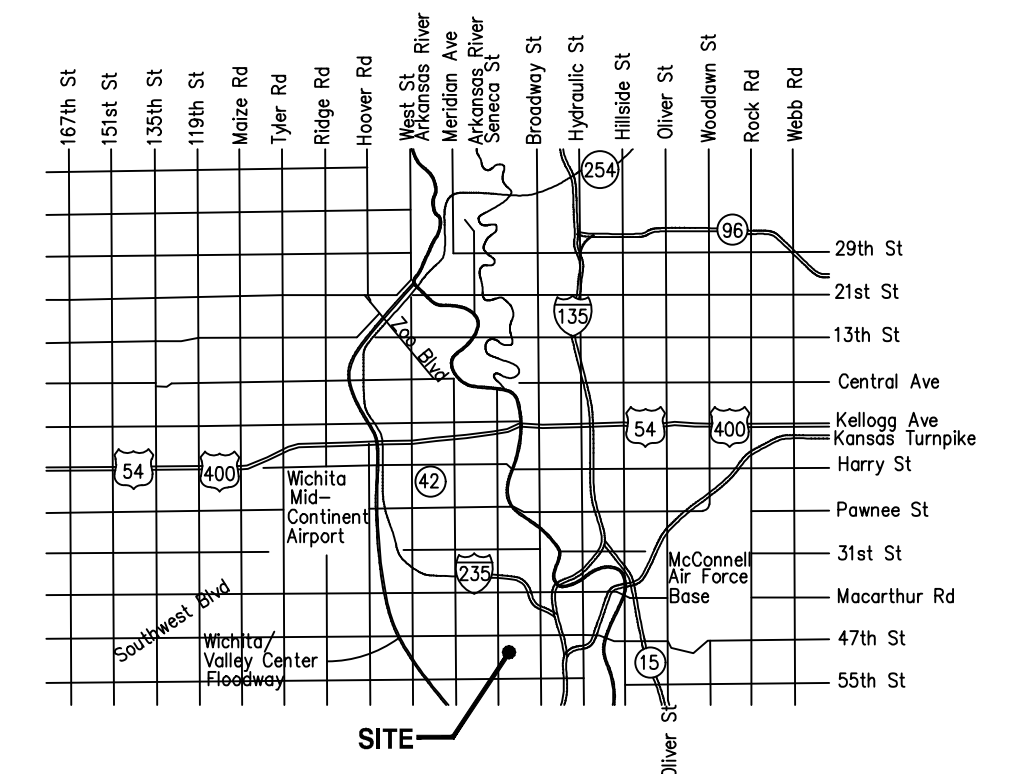 167th St
151st St
135th St
119th St
Maize Rd
Tyler Rd
Ridge Rd
Hoover Rd
West St
Arkansas River
Meridian Ave
Arkansas River
Seneca St
Broadway St
Hydraulic St
Hillside St
Oliver St
Woodlawn St
Rock Rd
Webb Rd
254
96
29th St
21st St
135
13th St
Zoo Blvd
Central Ave
54
400
Kellogg Ave
Kansas Turnpike
54
400
Harry St
42
Wichita
Mid-
Continent
Airport
Pawnee St
31st St
235
McConnell
Air Force
Base
Macarthur Rd
Southwest Blvd
Wichita/
Valley Center
Floodway
47th St
15
55th St
Oliver St
SITE